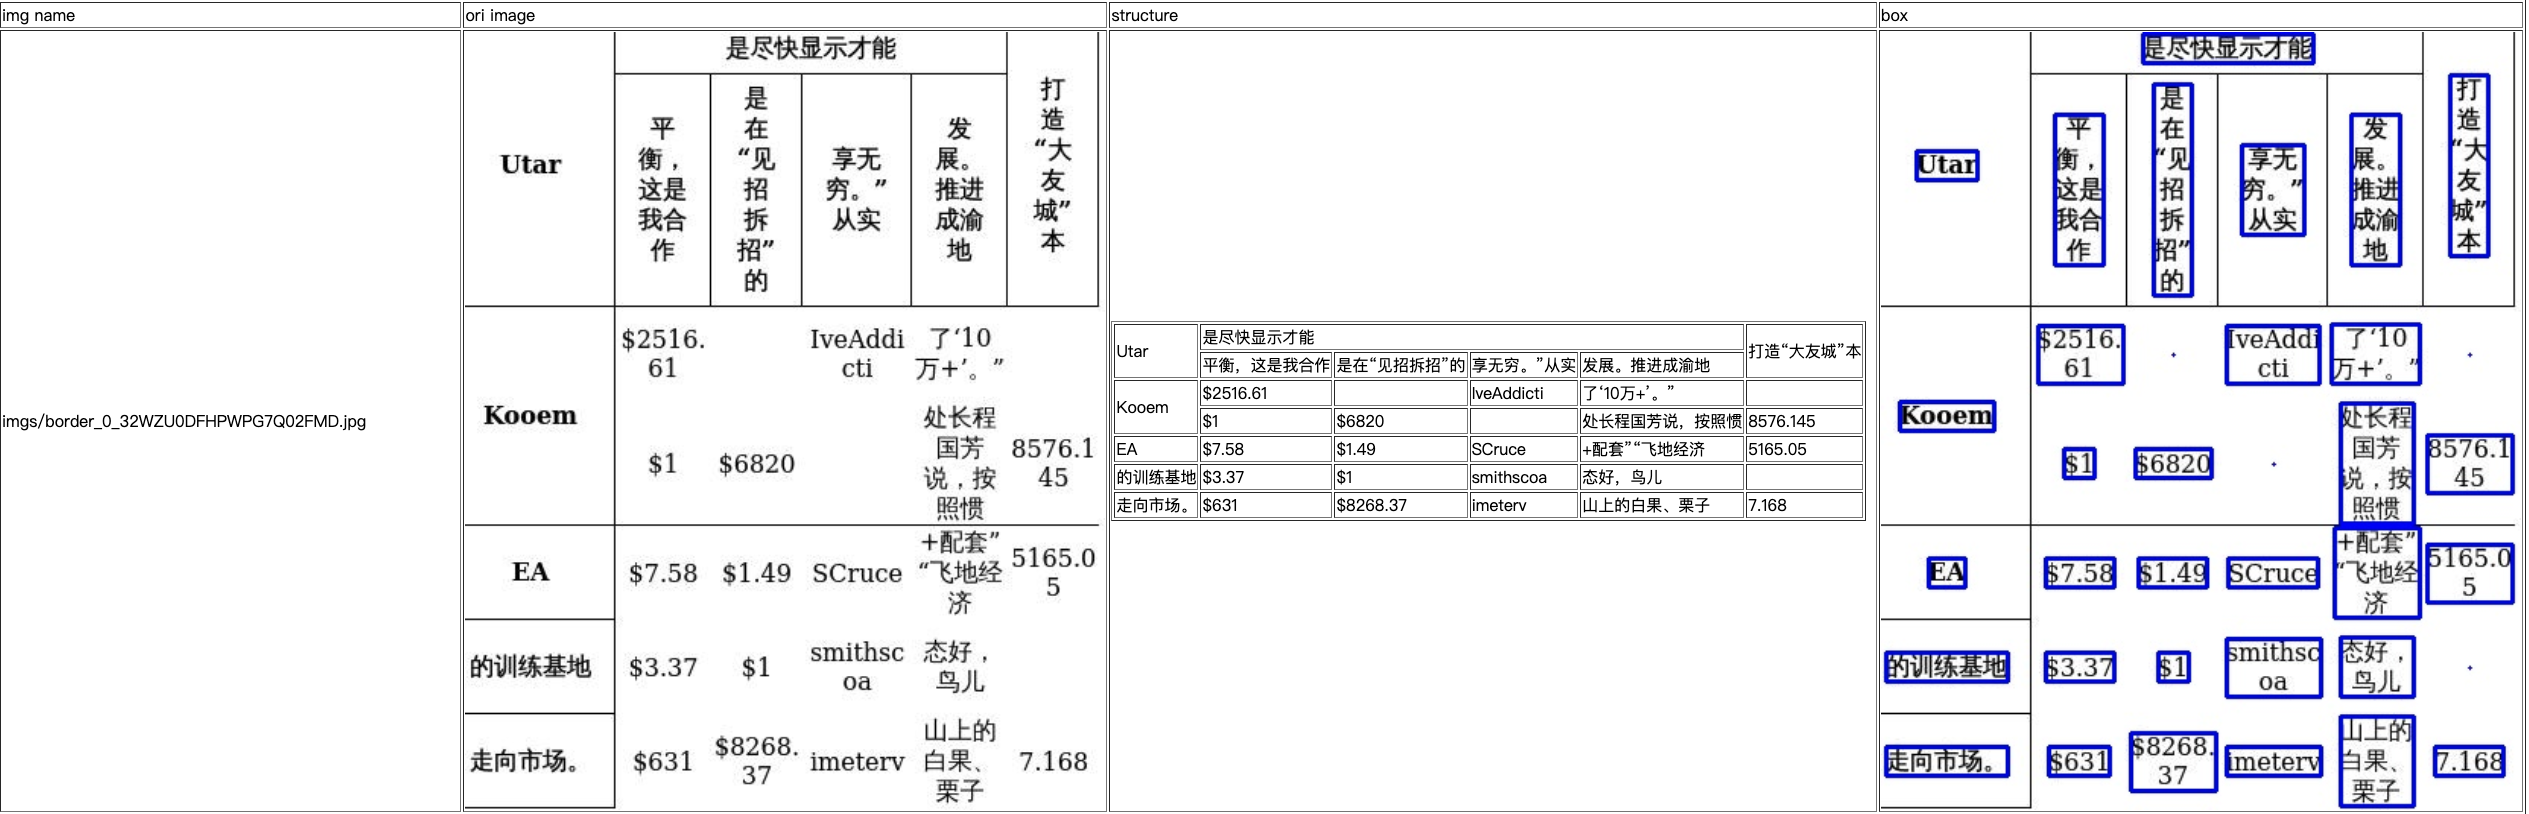 img name
ori image
structure
box
imgs/border_0_32WZU0DFHPWPG7Q02FMD.jpg
Utar
是尽快显示才能
打
造
“大
友
城”
本
平
衡，
这是
我合
作
是
在
“见
招
拆
招”
的
享无
穷。”
从实
发
展。
推进
成渝
地
Kooem
$2516.
61
IveAddi
cti
了‘10
万+’。”
$1
$6820
处长程
国芳
说，按
照惯
8576.1
45
EA
$7.58
$1.49
SCruce
+配套”
“飞地经
济
5165.0
5
的训练基地
$3.37
$1
smithsc
oa
态好，
鸟儿
走向市场。
$631
$8268.
37
imeterv
山上的
白果、
栗子
7.168
Utar
是尽快显示才能
打造“大友城”本
平衡，这是我合作
是在“见招拆招”的
享无穷。”从实
发展。推进成渝地
Kooem
$2516.61
IveAddicti
了‘10万+’。”
$1
$6820
处长程国芳说，按照惯
8576.145
EA
$7.58
$1.49
SCruce
+配套”“飞地经济
5165.05
的训练基地
$3.37
$1
smithscoa
态好，鸟儿
走向市场。
$631
$8268.37
imeterv
山上的白果、栗子
7.168
Utar
是尽快显示才能
打
造
“大
友
城”
本
平
衡，
这是
我合
作
是
在
“见
招
拆
招”
的
享无
穷。”
从实
发
展。
推进
成渝
地
Kooem
$2516.
61
IveAddi
cti
了‘10
万+’。”
$1
$6820
处长程
国芳
说，按
照惯
8576.1
45
EA
$7.58
$1.49
SCruce
+配套”
“飞地经
济
5165.0
5
的训练基地
$3.37
$1
smithsc
oa
态好，
鸟儿
走向市场。
$631
$8268.
37
imeterv
山上的
白果、
栗子
7.168